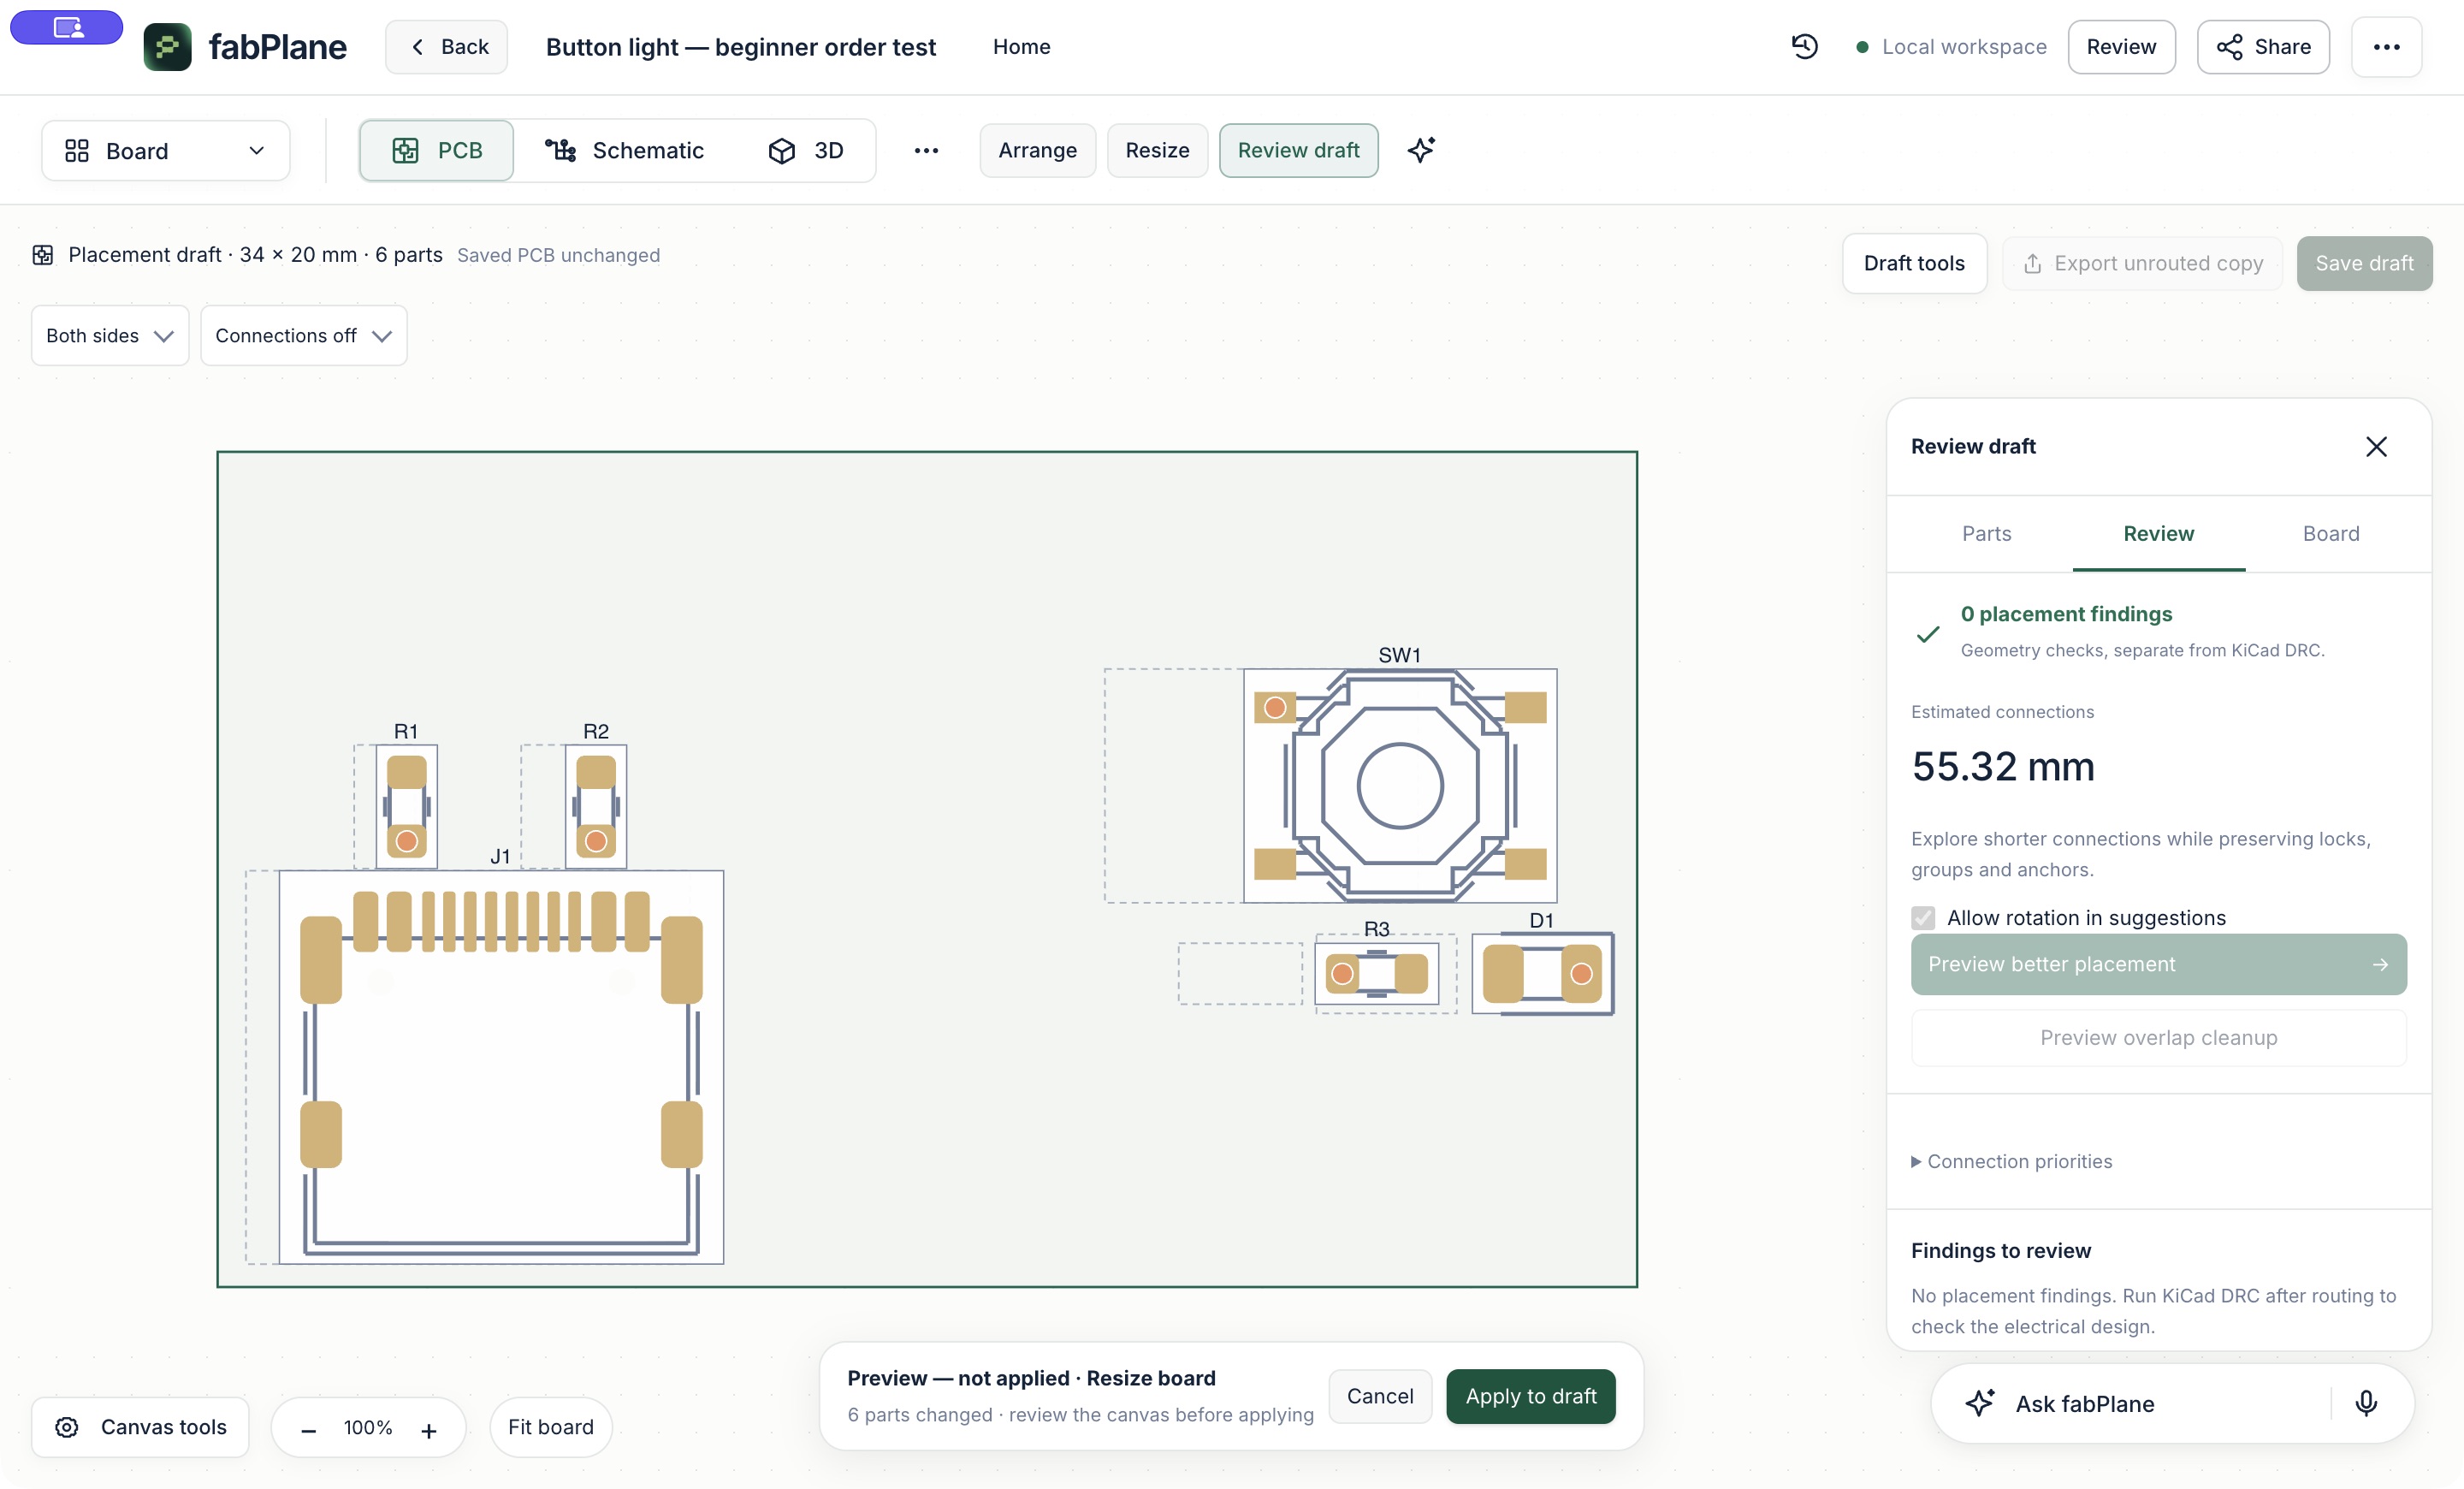 fabPlane
Back
Button light — beginner order test
Home
Local workspace
Review
Share
Board
PCB
Schematic
3D
Arrange
Resize
Review draft
Placement draft · 34 × 20 mm · 6 parts
Saved PCB unchanged
Draft tools
Export unrouted copy
Save draft
Both sides
Connections off
SW1
R1
R2
J1
R3
D1
Review draft
Parts
Review
Board
0 placement findings
Geometry checks, separate from KiCad DRC.
Estimated connections
55.32 mm
Explore shorter connections while preserving locks,
groups and anchors.
Allow rotation in suggestions
Preview better placement
Preview overlap cleanup
Connection priorities
Findings to review
No placement findings. Run KiCad DRC after routing to
check the electrical design.
Preview — not applied · Resize board
6 parts changed · review the canvas before applying
Cancel
Apply to draft
Canvas tools
100%
Fit board
Ask fabPlane